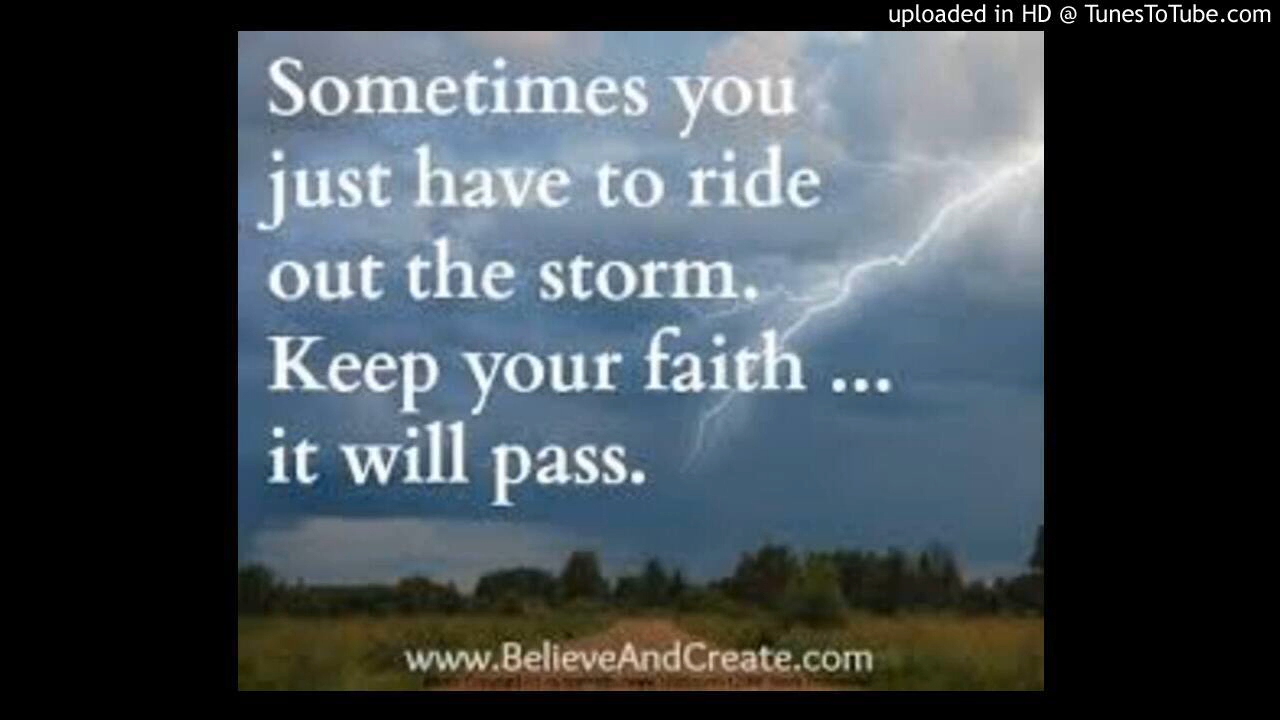 uploaded in HD @ TunesToTube.com
Sometimes you
just have to ride
out the storm.
Keep your faith ...
it will pass.
www.BelieveAndCreate.com